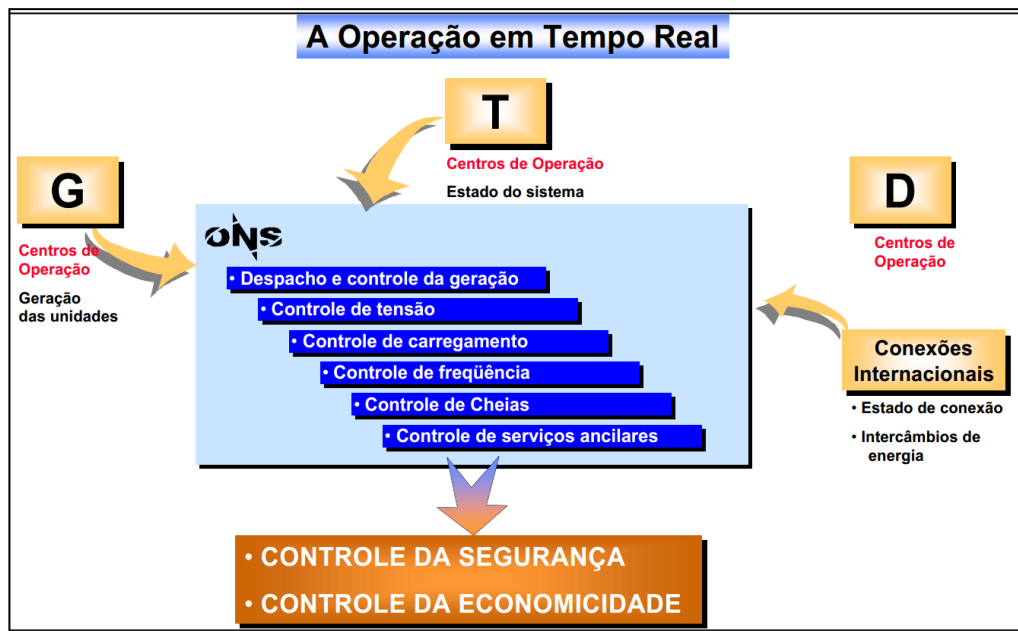 A Operação em Tempo Real
T
Centros de Operação
Estado do sistema
G
Centros de
Operação
Geração
das unidades
D
Centros de
Operação
ONS
• Despacho e controle da geração
• Controle de tensão
• Controle de carregamento
• Controle de freqüência
• Controle de Cheias
• Controle de serviços ancilares
Conexões
Internacionais
• Estado de conexão
• Intercâmbios de
energia
• CONTROLE DA SEGURANÇA
• CONTROLE DA ECONOMICIDADE